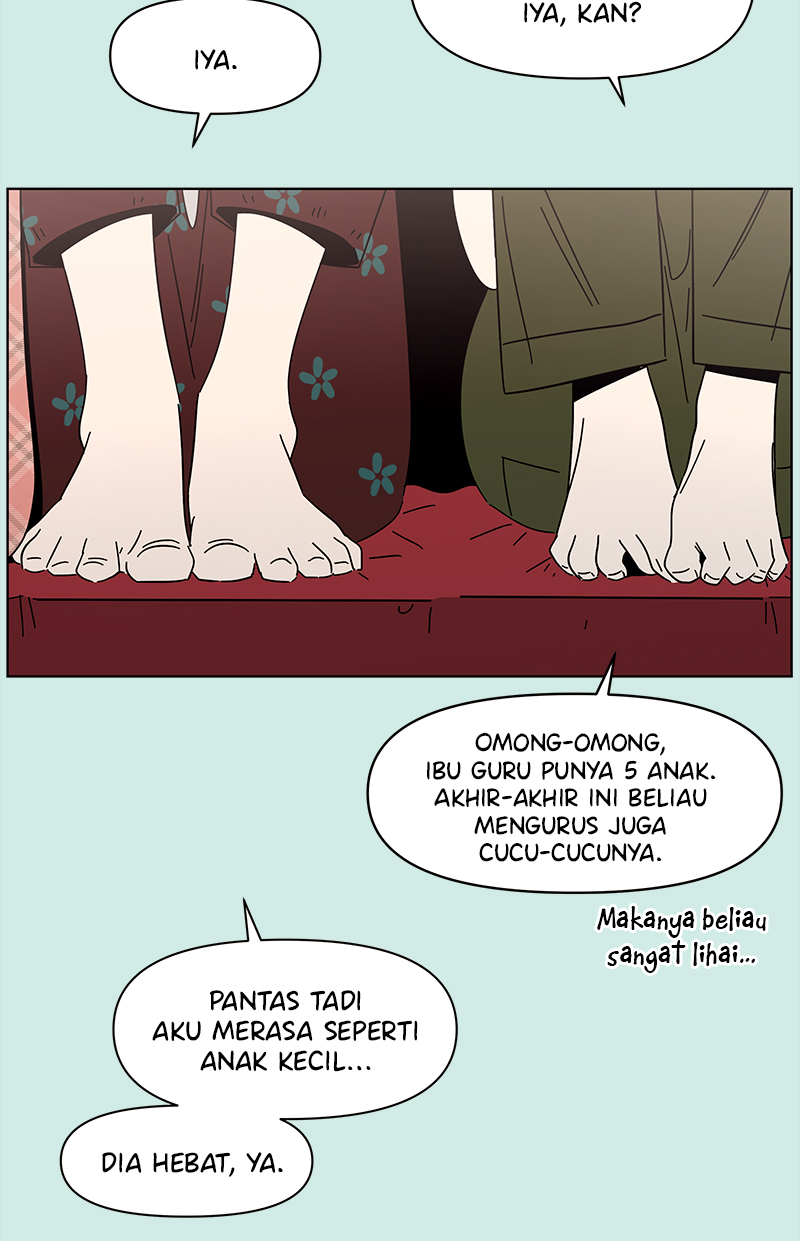 IYA, KAN?
IYA.
OMONG-OMONG,
IBU GURU PUNYA 5 ANAK.
AKHIR-AKHIR INI BELIAU
MENGURUS JUGA
CUCU-CUCUNYA.
Makanya beliau
sangat lihai...
PANTAS TADI
AKU MERASA SEPERTI
ANAK KECIL...
DIA HEBAT, YA.